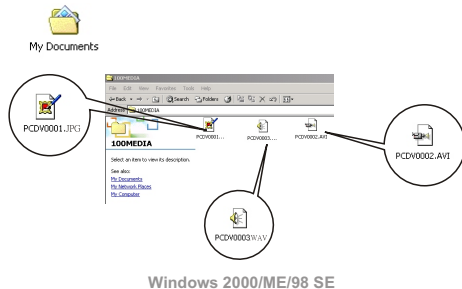 My Documents
100MEDIA
File Edit View Favorites Tools Help
Back Search Folders
Address 100MEDIA
PCDV0001.JPG
PCDV0001...
PCDV0003....
PCDV0002.AVI
100MEDIA
PCDV0002.AVI
Select an item to view its description.
See also:
My Documents
My Network Places
My Computer
PCDV0003WAV
Windows 2000/ME/98 SE